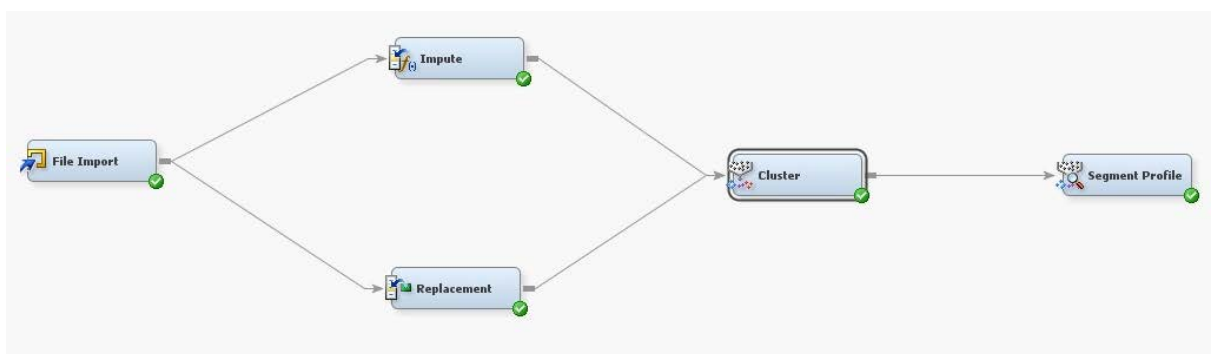 Impute
File Import
Cluster
Segment Profile
Replacement